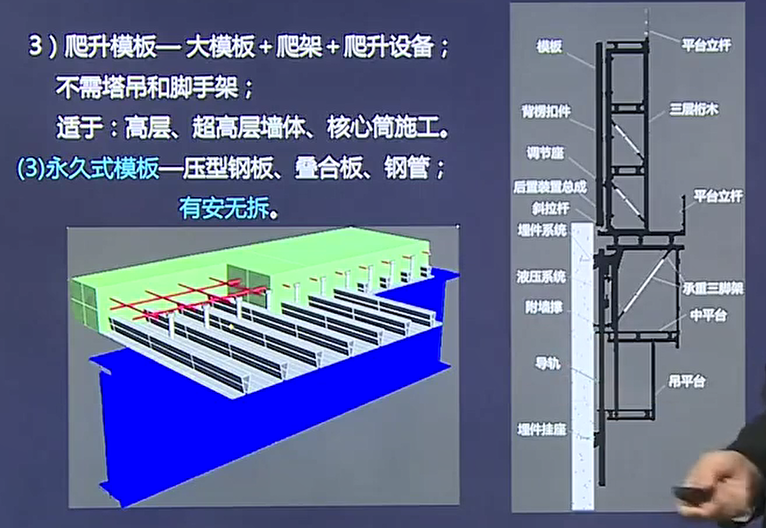 3）爬升模板—大模板＋爬架＋爬升设备；
不需塔吊和脚手架；
适于：高层、超高层墙体、核心筒施工。
(3)永久式模板—压型钢板、叠合板、钢管；
有安无拆。
模板
平台立杆
背楞扣件
三层桁木
调节座
后置装置总成
平台立杆
斜拉杆
埋件系统
液压系统
承重三脚架
附墙撑
中平台
导轨
吊平台
埋件挂座